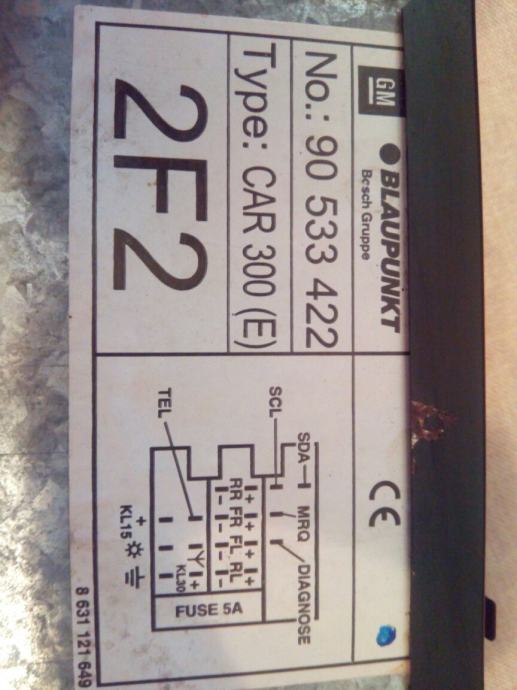 GM
BLAUPUNKT
Bosch Gruppe
No.: 90 533 422
Type: CAR 300 (E)
2F2
CE
SDA
MRQ
DIAGNOSE
SCL
+ + + +
RR FR FL RL
- - - -
TEL
+
KL30
+
KL15
FUSE 5A
8 631 121 649